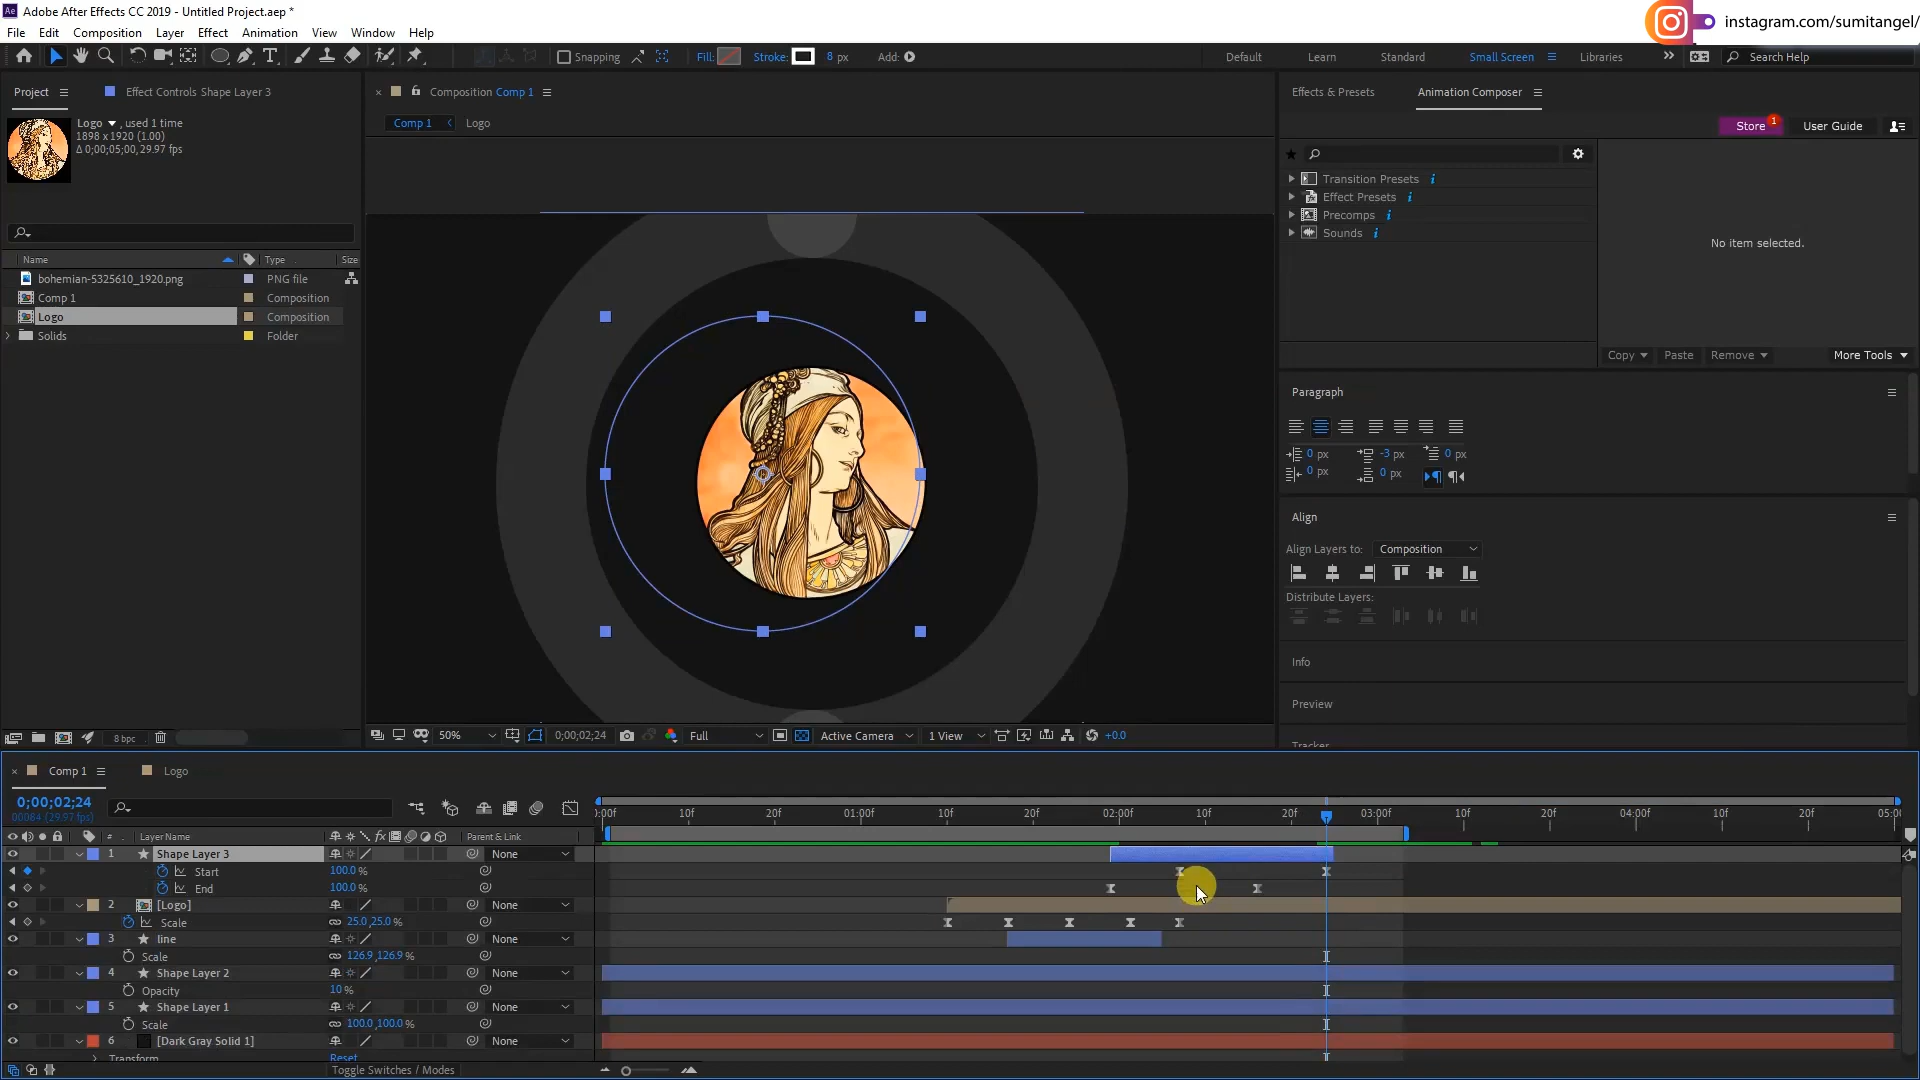 Adobe After Effects CC 2019 - Untitled Project.aep *
instagram.com/sumitangel/
File Edit Composition Layer Effect Animation View Window Help
Snapping Fill: Stroke: 8 px Add: Default Learn Standard Small Screen Libraries Search Help
Project Effect Controls Shape Layer 3
Composition Comp 1
Effects & Presets Animation Composer
Logo , used 1 time
1898 x 1920 (1.00)
Δ 0;00;05;00, 29.97 fps
Comp 1 Logo
Store 1 User Guide
Transition Presets
Effect Presets
Precomps
Sounds
No item selected.
Name Type Size
bohemian-5325610_1920.png PNG file
Comp 1 Composition
Logo Composition
Solids Folder
Copy Paste Remove More Tools
Paragraph
0 px -3 px 0 px
0 px 0 px
Align
Align Layers to: Composition
Distribute Layers:
Info
Preview
Tracker
8 bpc
50% 0;00;02;24 Full Active Camera 1 View +0.0
Comp 1 Logo
0;00;02;24
00084 (29.97 fps)
:00f 10f 20f 01:00f 10f 20f 02:00f 10f 20f 03:00f 10f 20f 04:00f 10f 20f 05:00
# Layer Name Parent & Link
1 Shape Layer 3 None
Start 100.0 %
End 100.0 %
2 [Logo] None
Scale 25.0,25.0 %
3 line None
Scale 126.9,126.9 %
4 Shape Layer 2 None
Opacity 10 %
5 Shape Layer 1 None
Scale 100.0,100.0 %
6 [Dark Gray Solid 1] None
Transform Reset
Toggle Switches / Modes